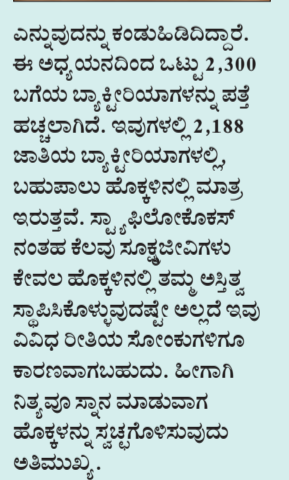 ಎನ್ನುವುದನ್ನು ಕಂಡುಹಿಡಿದಿದ್ದಾರೆ.
ಈ ಅಧ್ಯಯನದಿಂದ ಒಟ್ಟು 2,300
ಬಗೆಯ ಬ್ಯಾಕ್ಟೀರಿಯಾಗಳನ್ನು ಪತ್ತೆ
ಹಚ್ಚಲಾಗಿದೆ. ಇವುಗಳಲ್ಲಿ 2,188
ಜಾತಿಯ ಬ್ಯಾಕ್ಟೀರಿಯಾಗಳಲ್ಲಿ,
ಬಹುಪಾಲು ಹೊಕ್ಕಳಿನಲ್ಲಿ ಮಾತ್ರ
ಇರುತ್ತವೆ. ಸ್ಟ್ಯಾಫಿಲೋಕೊಕಸ್
ನಂತಹ ಕೆಲವು ಸೂಕ್ಷ್ಮಜೀವಿಗಳು
ಕೇವಲ ಹೊಕ್ಕಳಿನಲ್ಲಿ ತಮ್ಮ ಅಸ್ತಿತ್ವ
ಸ್ಥಾಪಿಸಿಕೊಳ್ಳುವುದಷ್ಟೇ ಅಲ್ಲದೆ ಇವು
ವಿವಿಧ ರೀತಿಯ ಸೋಂಕುಗಳಿಗೂ
ಕಾರಣವಾಗಬಹುದು. ಹೀಗಾಗಿ
ನಿತ್ಯವೂ ಸ್ನಾನ ಮಾಡುವಾಗ
ಹೊಕ್ಕಳನ್ನು ಸ್ವಚ್ಛಗೊಳಿಸುವುದು
ಅತಿಮುಖ್ಯ.